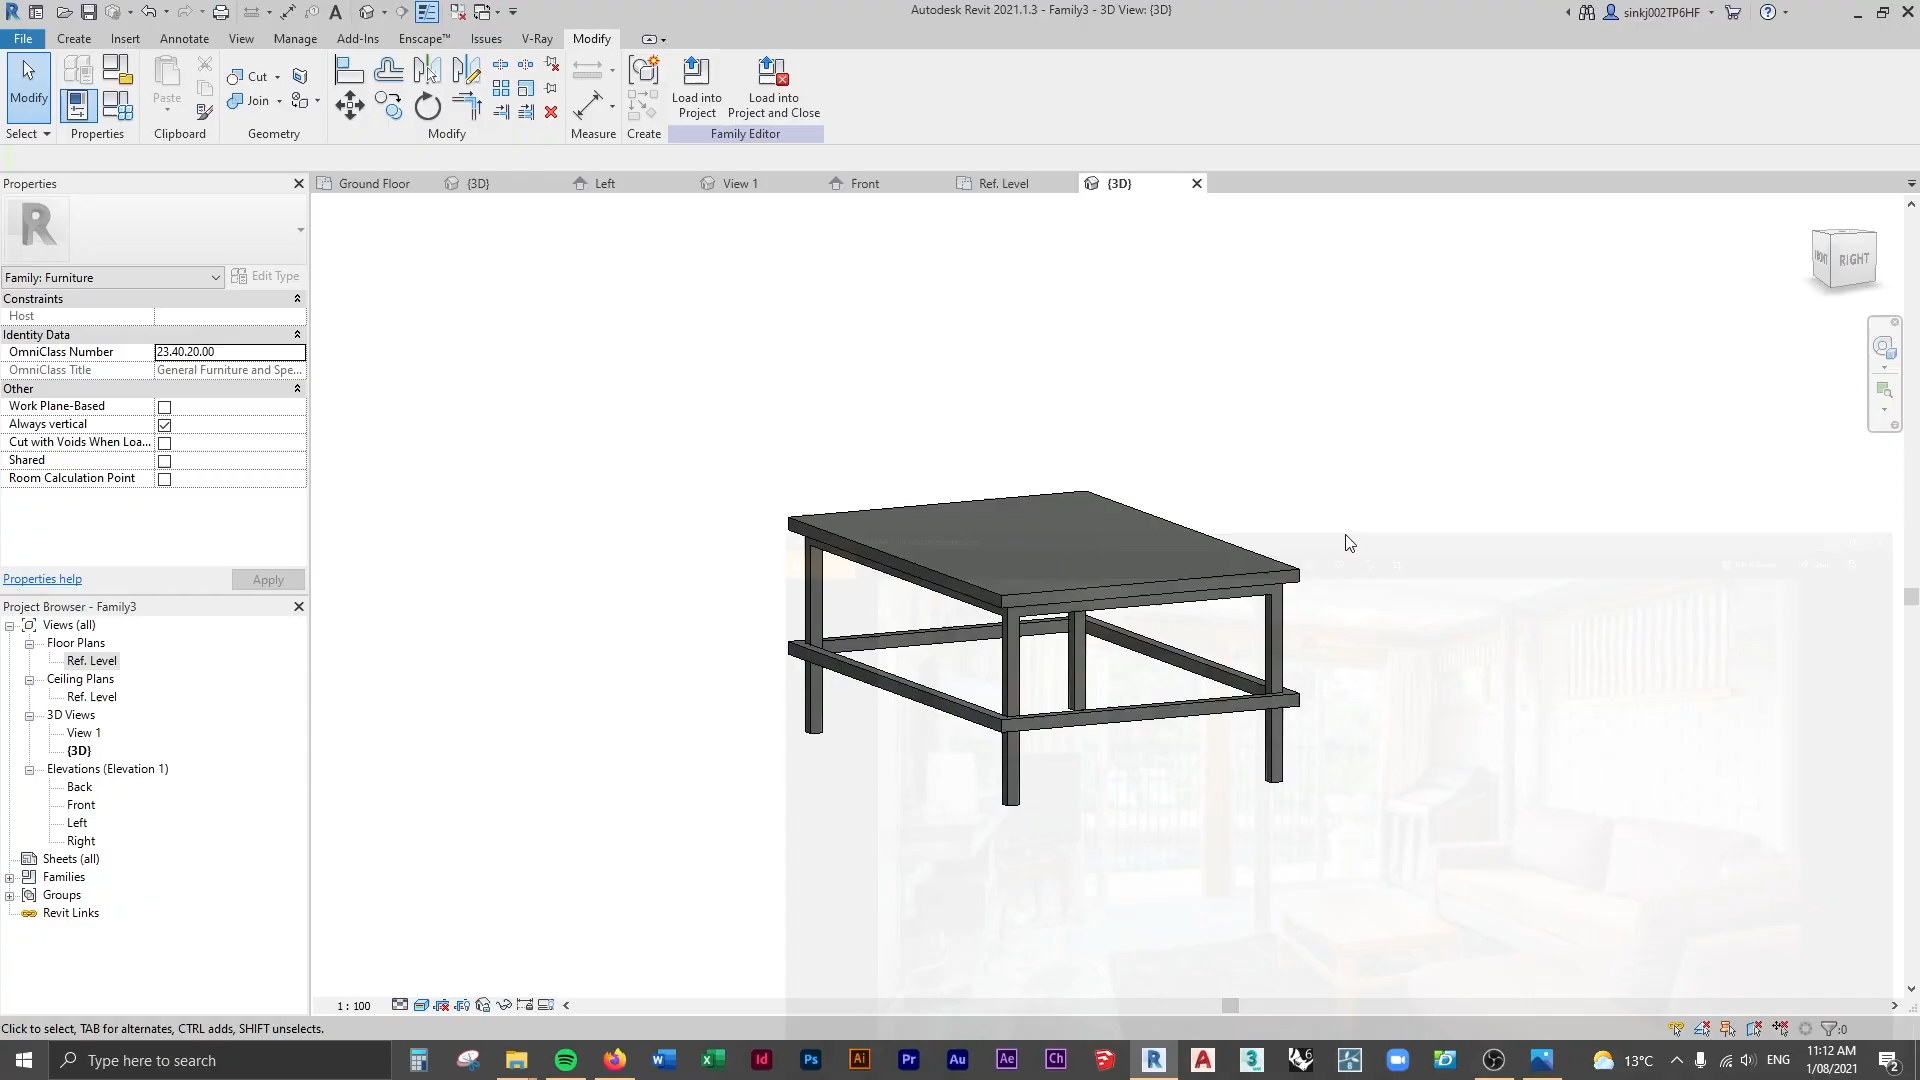 Autodesk Revit 2021.1.3 - Family3 - 3D View: {3D}
sinkj002TP6HF
File Create Insert Annotate View Manage Add-Ins Enscape™ Issues V-Ray Modify
Modify
Paste
Cut
Join
Load into Project
Load into Project and Close
Select Properties Clipboard Geometry Modify Measure Create Family Editor
Properties
Ground Floor {3D} Left View 1 Front Ref. Level {3D}
R
FRONT RIGHT
Family: Furniture Edit Type
Constraints
Host
Identity Data
OmniClass Number 23.40.20.00
OmniClass Title General Furniture and Spe...
Other
Work Plane-Based
Always vertical
Cut with Voids When Loa...
Shared
Room Calculation Point
Properties help Apply
Project Browser - Family3
Views (all)
Floor Plans
Ref. Level
Ceiling Plans
Ref. Level
3D Views
View 1
{3D}
Elevations (Elevation 1)
Back
Front
Left
Right
Sheets (all)
Families
Groups
Revit Links
1 : 100
Click to select, TAB for alternates, CTRL adds, SHIFT unselects.
:0
Type here to search
13°C
ENG
11:12 AM
1/08/2021
2